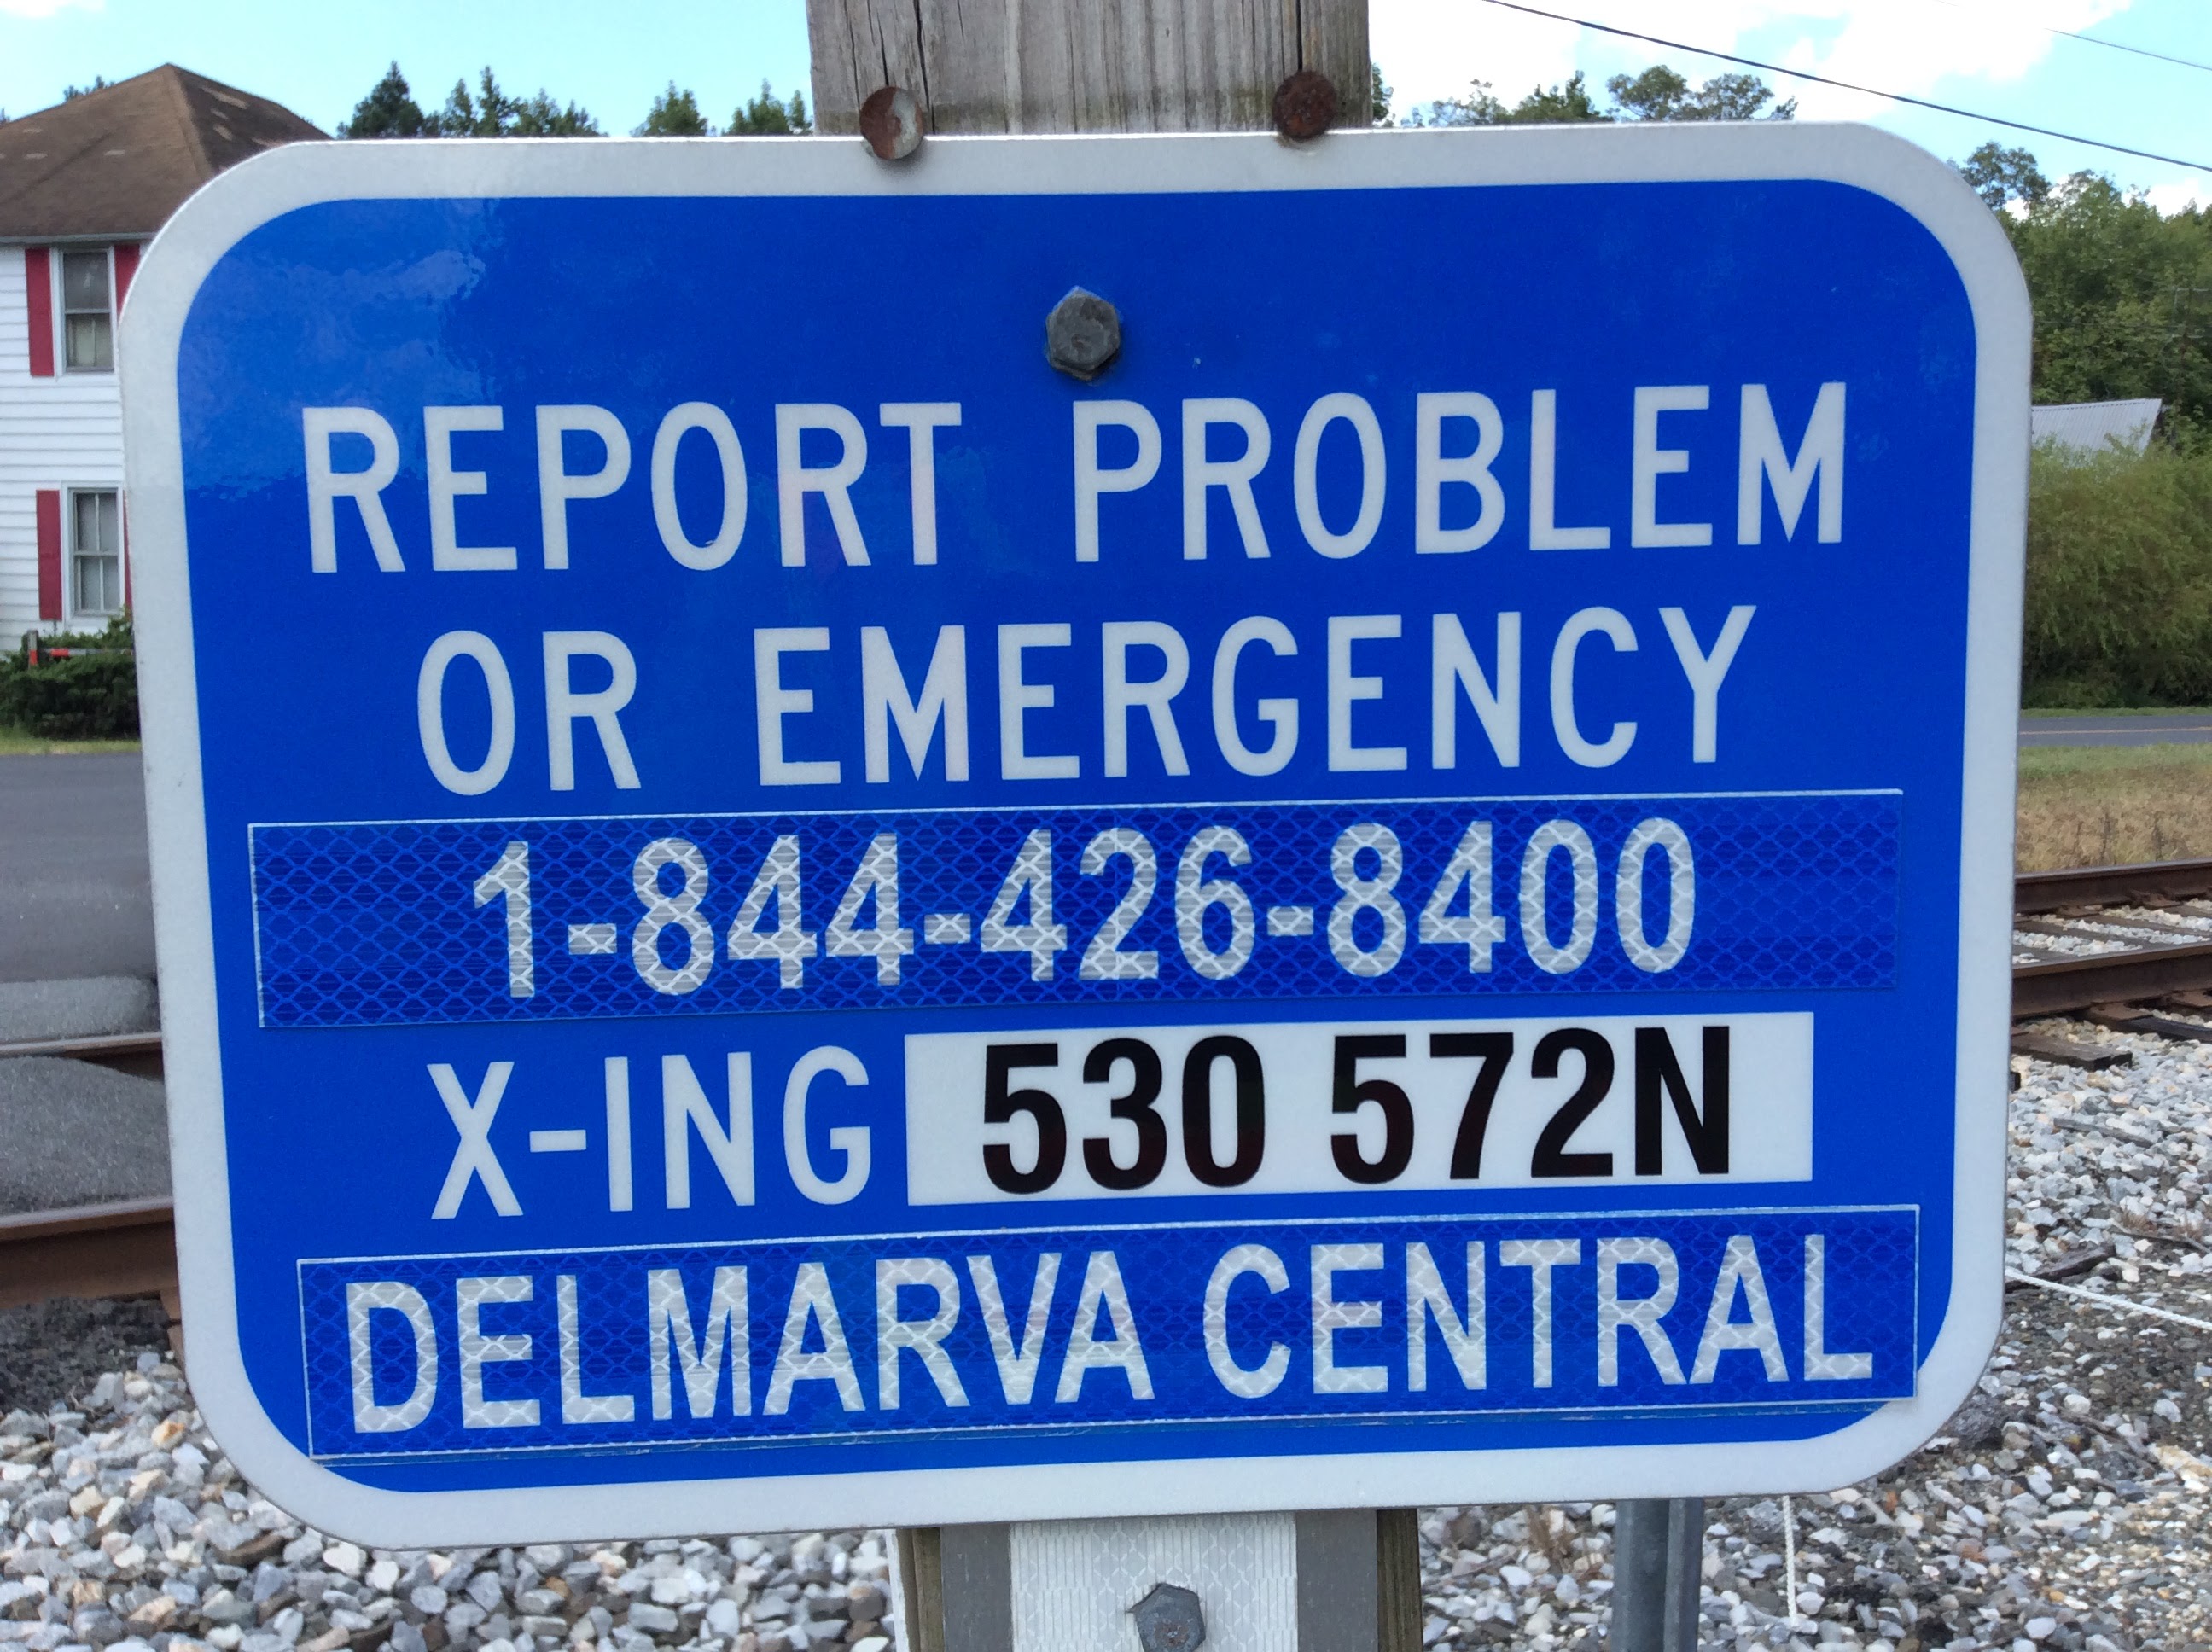 REPORT PROBLEM
OR EMERGENCY
1-844-426-8400
X-ING 530 572N
DELMARVA CENTRAL